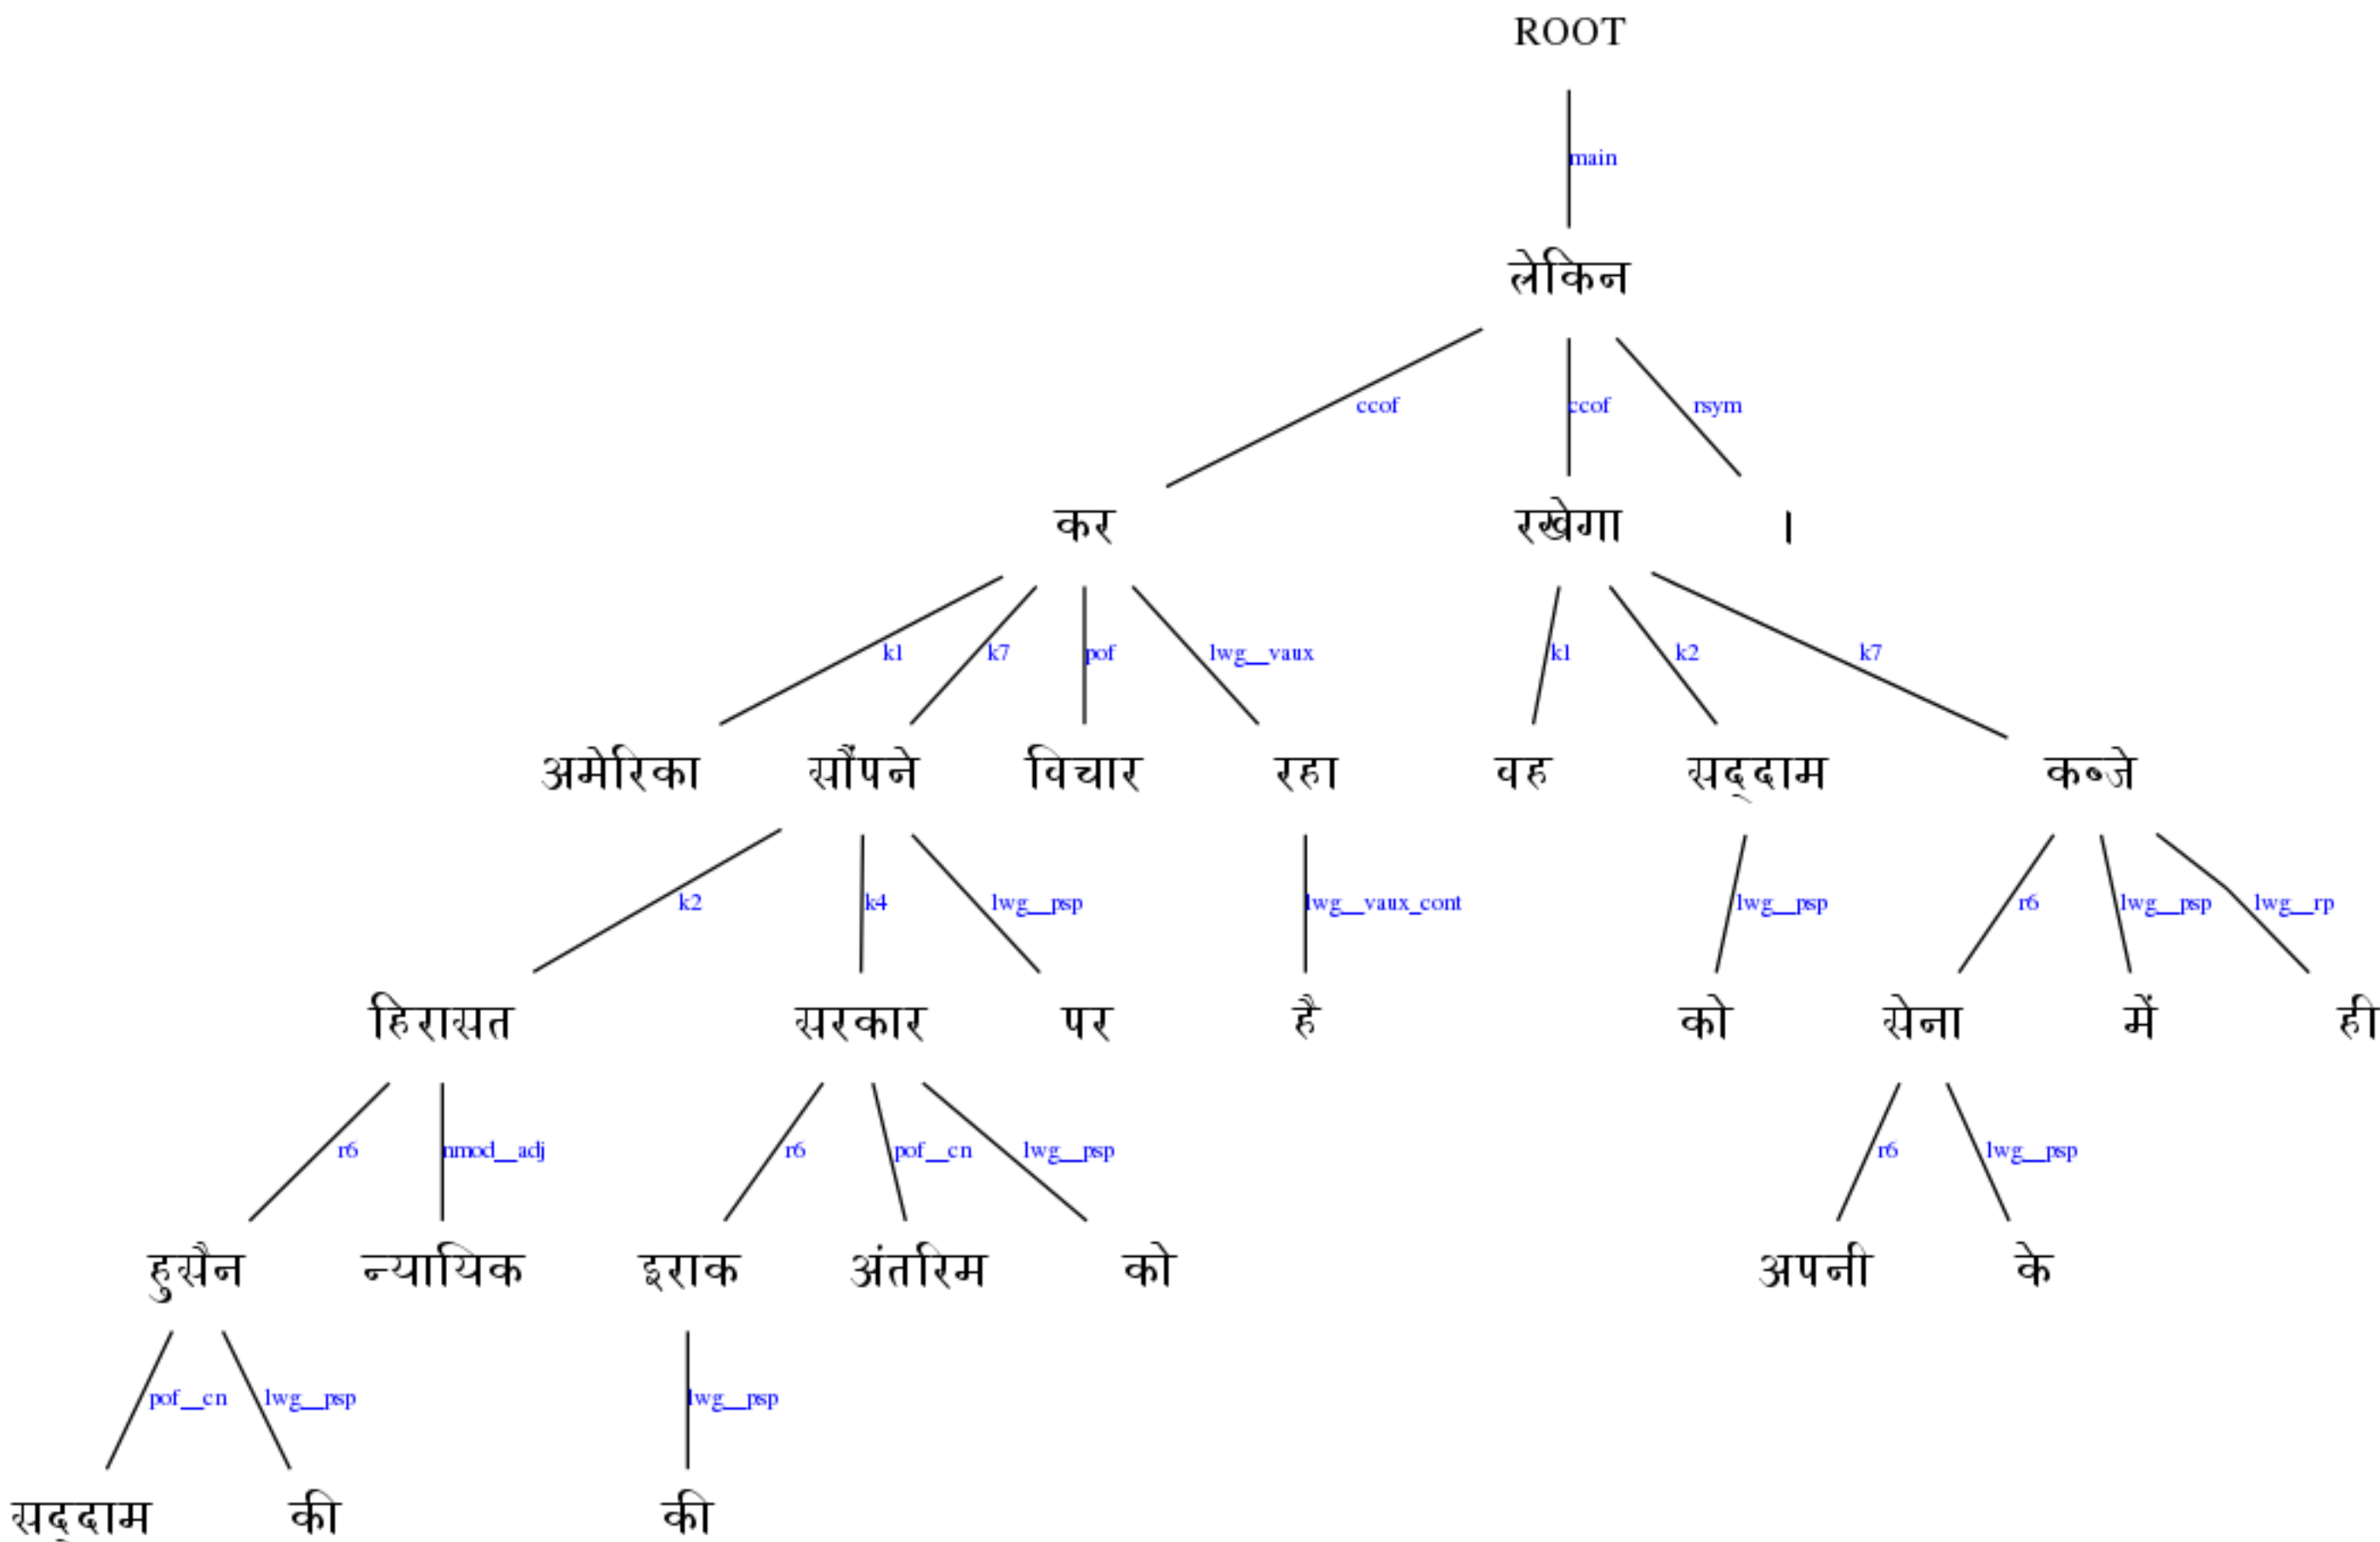 ROOT
main
लेकिन
ccof ccof rsym
कर रखेगा ।
k1 k7 pof lwg__vaux k1 k2 k7
अमेरिका सौंपने विचार रहा वह सद्दाम कब्जे
k2 k4 lwg__psp lwg__vaux_cont lwg__psp r6 lwg__psp lwg__rp
हिरासत सरकार पर है को सेना में ही
r6 nmod__adj r6 pof__cn lwg__psp r6 lwg__psp
हुसैन न्यायिक इराक अंतरिम को अपनी के
pof__cn lwg__psp lwg__psp
सद्दाम की की